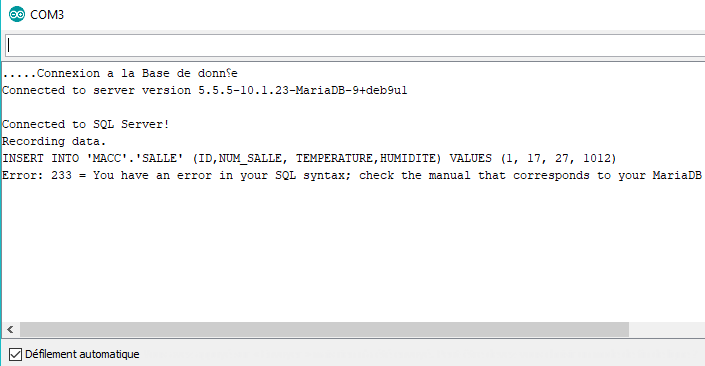 COM3
.....Connexion a la Base de donn⸮e
Connected to server version 5.5.5-10.1.23-MariaDB-9+deb9u1
Connected to SQL Server!
Recording data.
INSERT INTO 'MACC'.'SALLE' (ID,NUM_SALLE, TEMPERATURE,HUMIDITE) VALUES (1, 17, 27, 1012)
Error: 233 = You have an error in your SQL syntax; check the manual that corresponds to your MariaDB
Défilement automatique